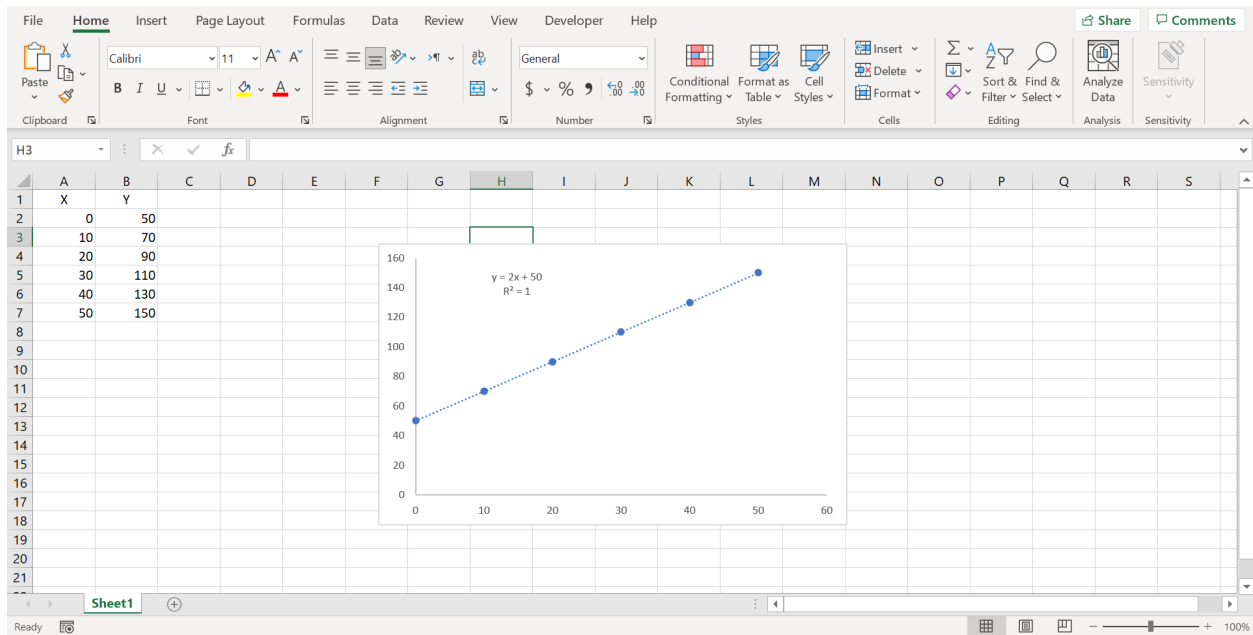 File Home Insert Page Layout Formulas Data Review View Developer Help Share Comments
Calibri 11 ab General Insert
Paste Conditional Format as Cell Delete Sort & Find & Analyze Sensitivity
B I U A $ % 9 .00 Formatting Table Styles Format Filter Select Data
Clipboard Font Alignment Number Styles Cells Editing Analysis Sensitivity
H3 fx
A B C D E F G H I J K L M N O P Q R S
1 X Y
2 0 50
3 10 70
4 20 90
5 30 110
6 40 130
7 50 150
8
9
10
11
12
13
14
15
16
17
18
19
20
21
160
140
120
100
80
60
40
20
0
y = 2x + 50
R² = 1
0 10 20 30 40 50 60
Sheet1
Ready 100%